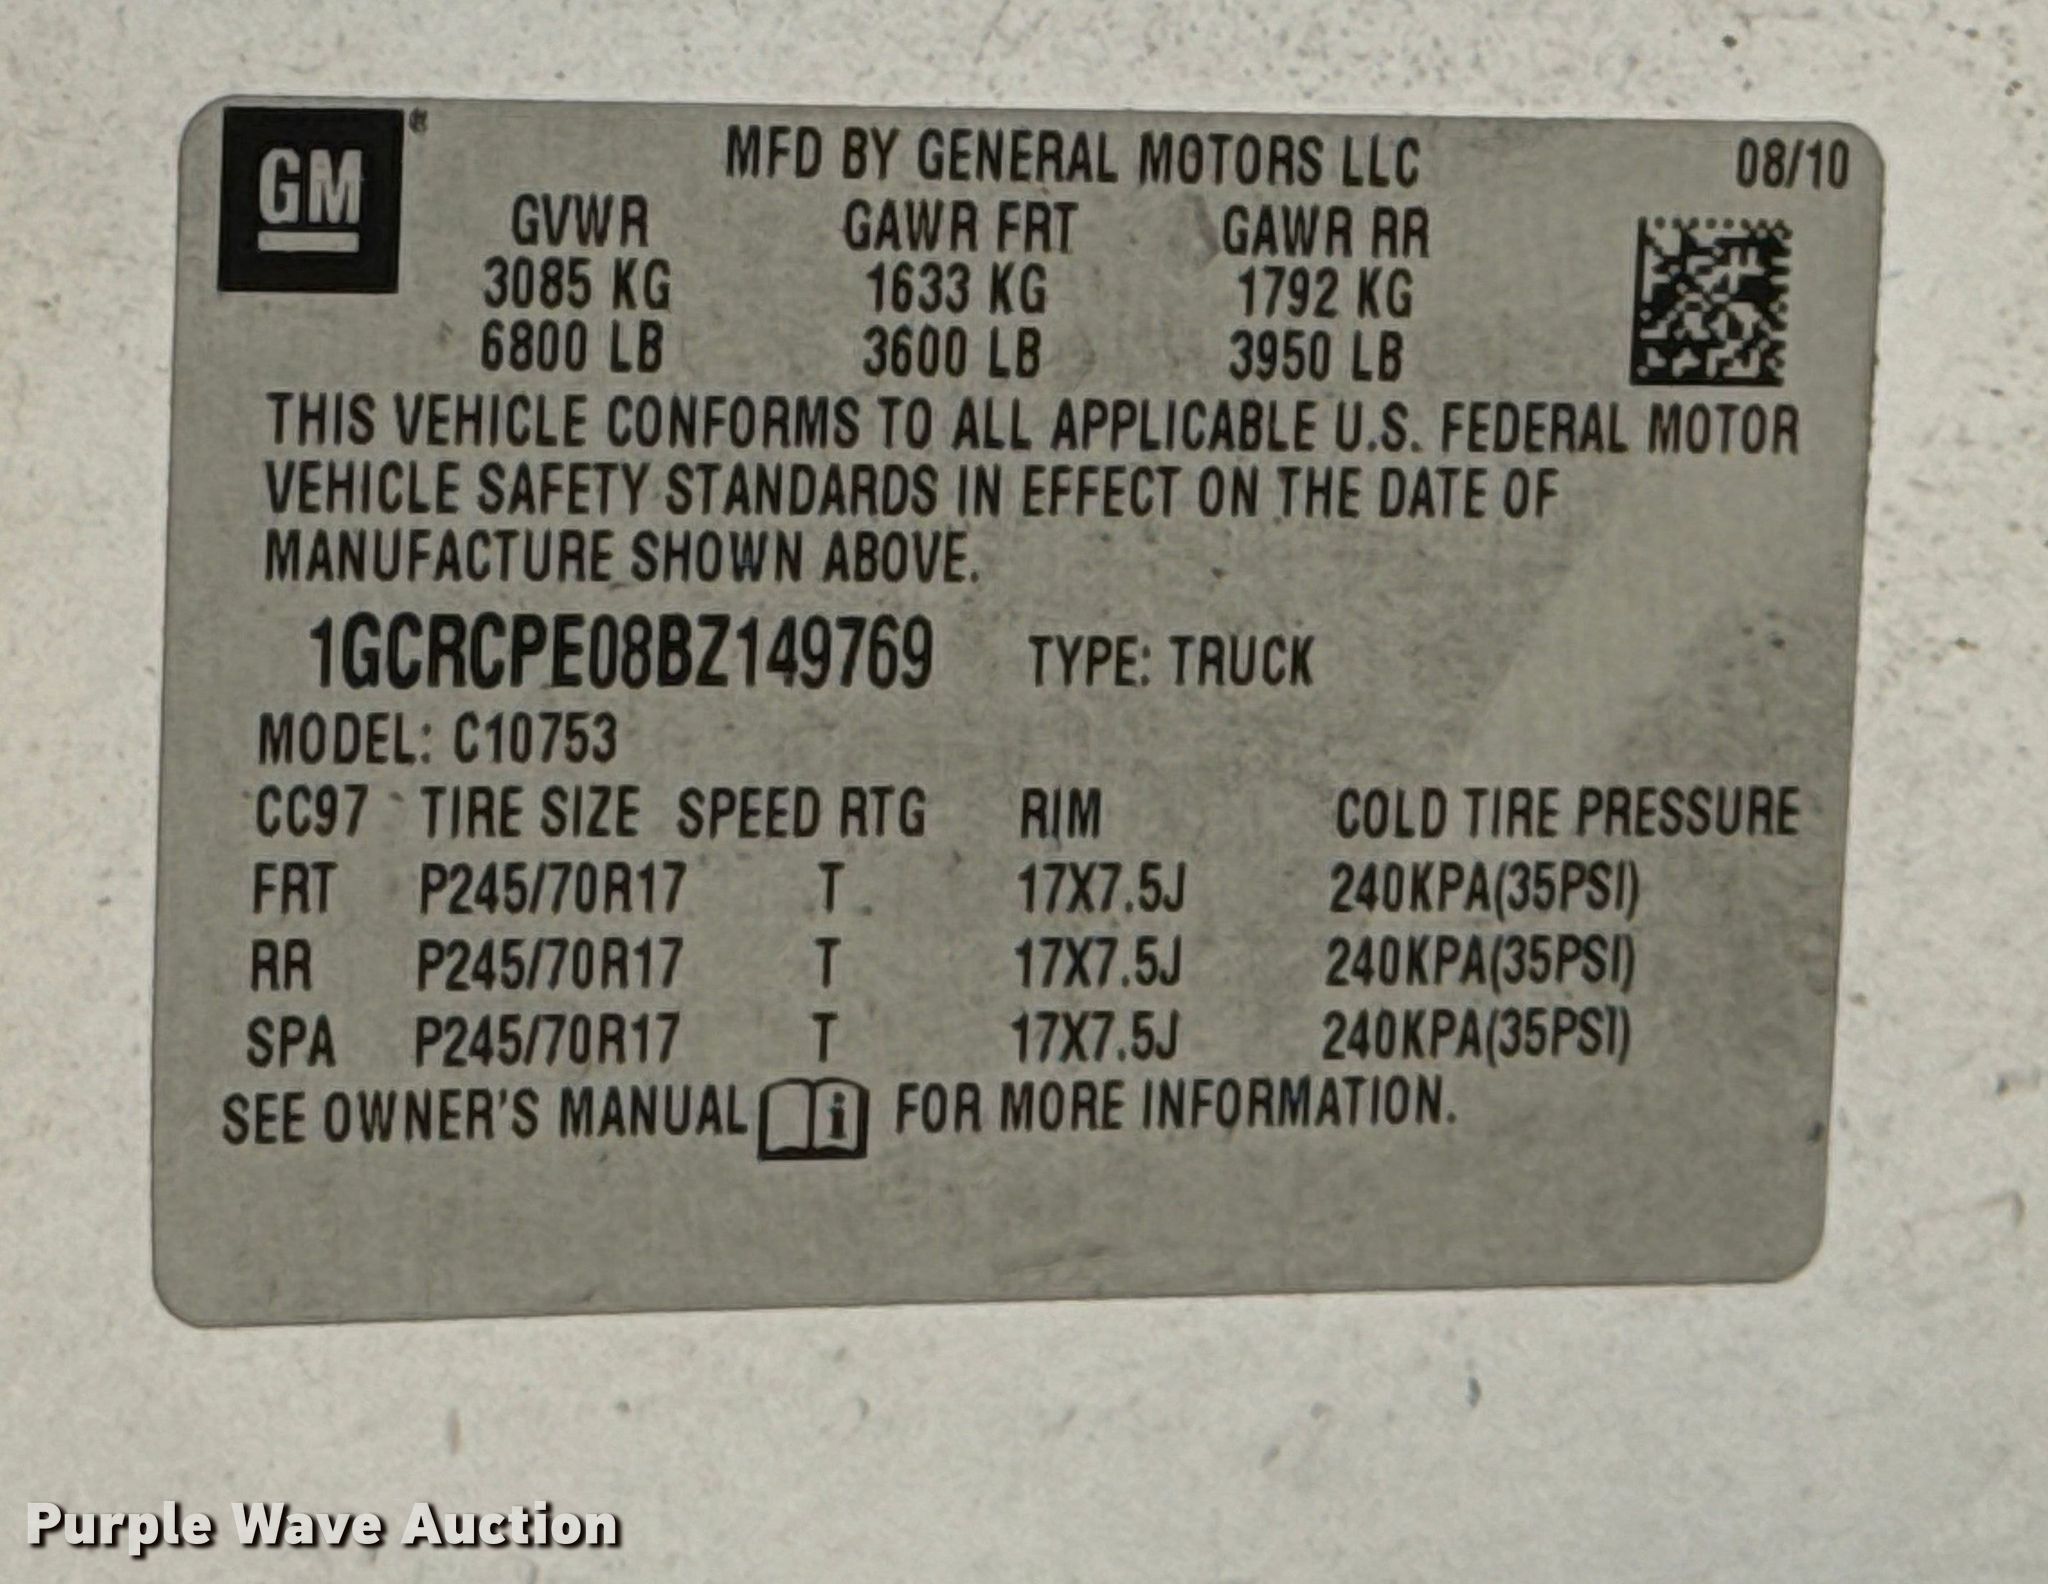 GM®
MFD BY GENERAL MOTORS LLC 08/10
GVWR GAWR FRT GAWR RR
3085 KG 1633 KG 1792 KG
6800 LB 3600 LB 3950 LB
THIS VEHICLE CONFORMS TO ALL APPLICABLE U.S. FEDERAL MOTOR
VEHICLE SAFETY STANDARDS IN EFFECT ON THE DATE OF
MANUFACTURE SHOWN ABOVE.
1GCRCPE08BZ149769 TYPE: TRUCK
MODEL: C10753
CC97 TIRE SIZE SPEED RTG RIM COLD TIRE PRESSURE
FRT P245/70R17 T 17X7.5J 240KPA(35PSI)
RR P245/70R17 T 17X7.5J 240KPA(35PSI)
SPA P245/70R17 T 17X7.5J 240KPA(35PSI)
SEE OWNER'S MANUAL i FOR MORE INFORMATION.
Purple Wave Auction